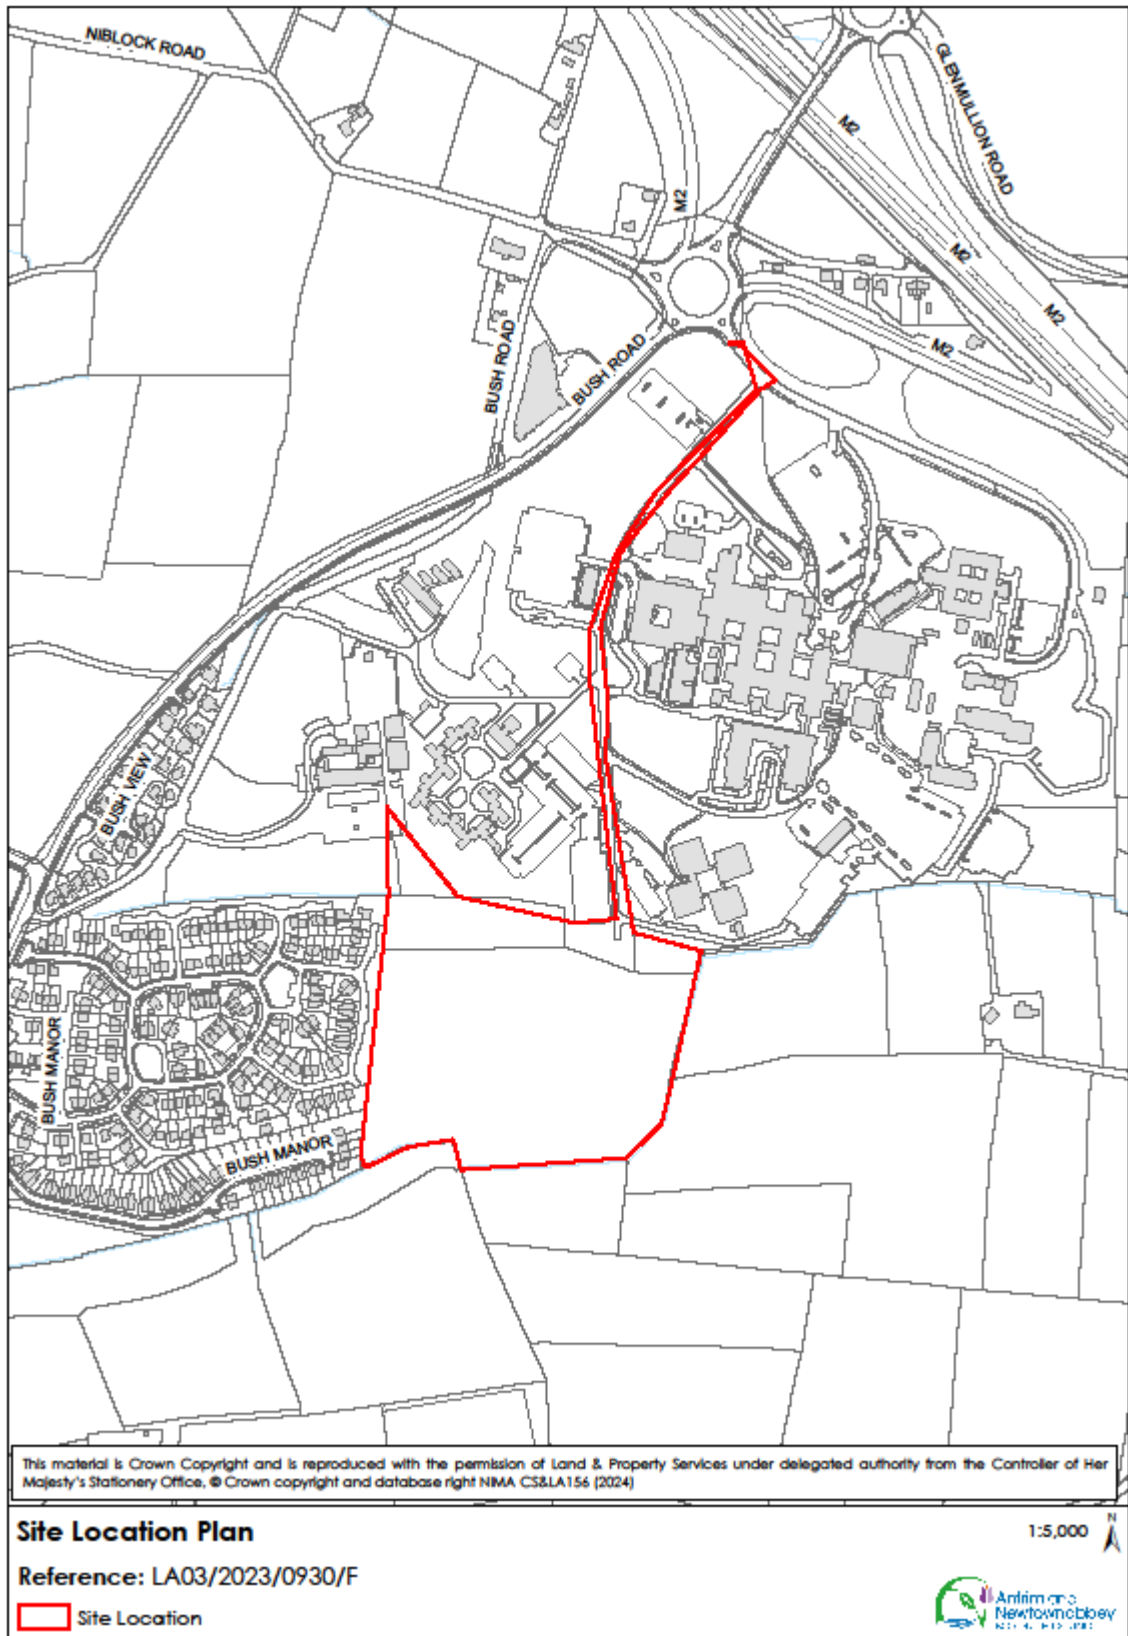 NIBLOCK ROAD
GLENMULLION ROAD
M2
M2
M2
M2
M2
M2
BUSH ROAD
BUSH ROAD
BUSH VIEW
BUSH MANOR
BUSH MANOR
This material is Crown Copyright and is reproduced with the permission of Land & Property Services under delegated authority from the Controller of Her
Majesty's Stationery Office, © Crown copyright and database right NIMA CS&LA156 (2024)
Site Location Plan
1:5,000
N
Reference: LA03/2023/0930/F
Site Location
Antrim and
Newtownabbey